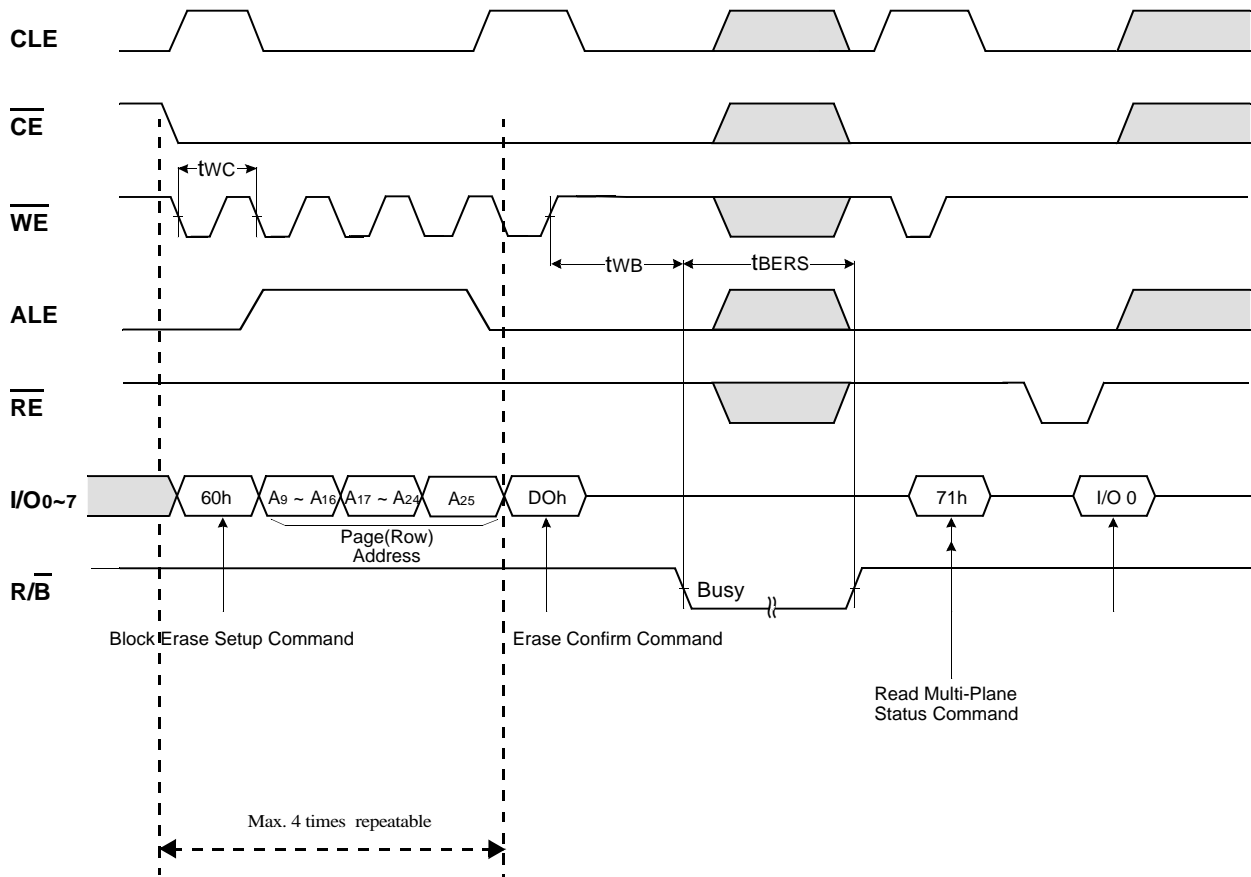 CLE
CE
tWC
WE
tWB
tBERS
ALE
RE
I/O0~7
60h
A9 ~ A16
A17 ~ A24
A25
DOh
71h
I/O 0
Page(Row)
Address
R/B
Busy
Block Erase Setup Command
Erase Confirm Command
Read Multi-Plane
Status Command
Max. 4 times repeatable